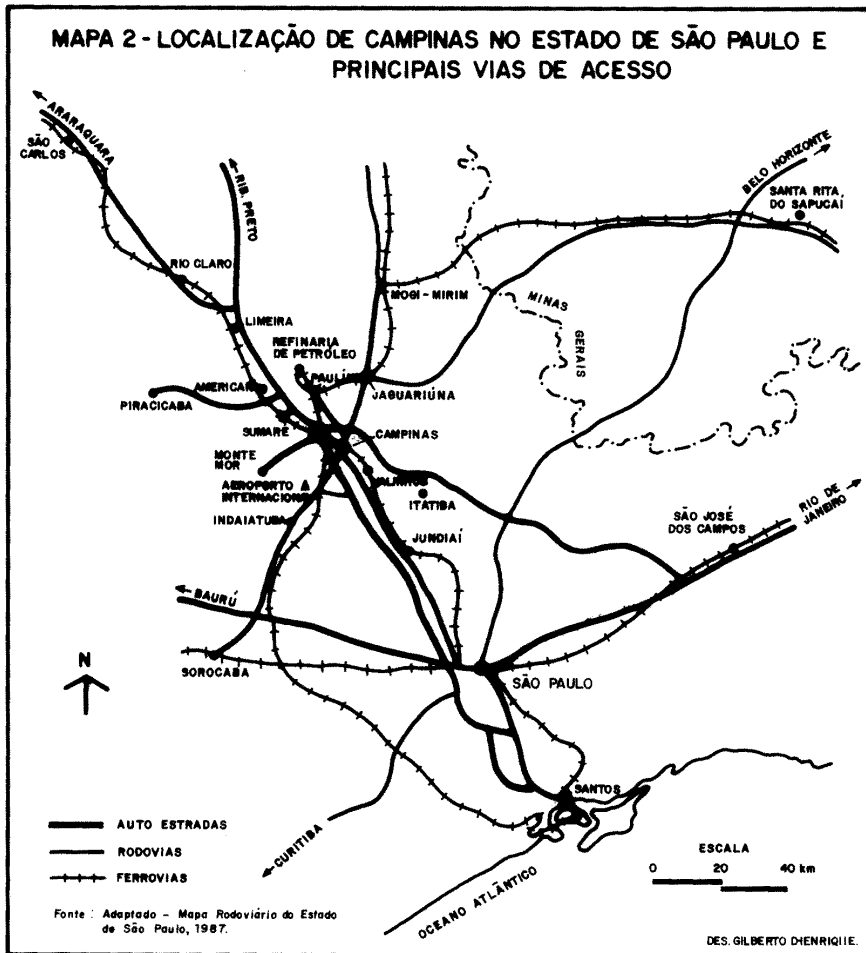 MAPA 2 - LOCALIZAÇÃO DE CAMPINAS NO ESTADO DE SÃO PAULO E
PRINCIPAIS VIAS DE ACESSO
ARARAQUARA
SÃO
CARLOS
RIB. PRETO
BELO HORIZONTE
SANTA RITA
DO SAPUCAÍ
RIO CLARO
MOGI-MIRIM
MINAS
GERAIS
LIMEIRA
REFINARIA
DE PETRÓLEO
AMERICAN
PIRACICABA
JAGUARIÚNA
SUMARÉ
CAMPINAS
MONTE
MOR
AEROPORTO
INTERNACION
ITATIBA
INDAIATUBA
JUNDIAÍ
SÃO JOSÉ
DOS CAMPOS
RIO DE
JANEIRO
BAURÚ
N
SOROCABA
SÃO PAULO
SANTOS
CURITIBA
OCEANO ATLÂNTICO
AUTO ESTRADAS
RODOVIAS
FERROVIAS
ESCALA
0 20 40 km
Fonte : Adaptado - Mapa Rodoviário do Estado
de São Paulo, 1987.
DES. GILBERTO DHENRIQIIE.